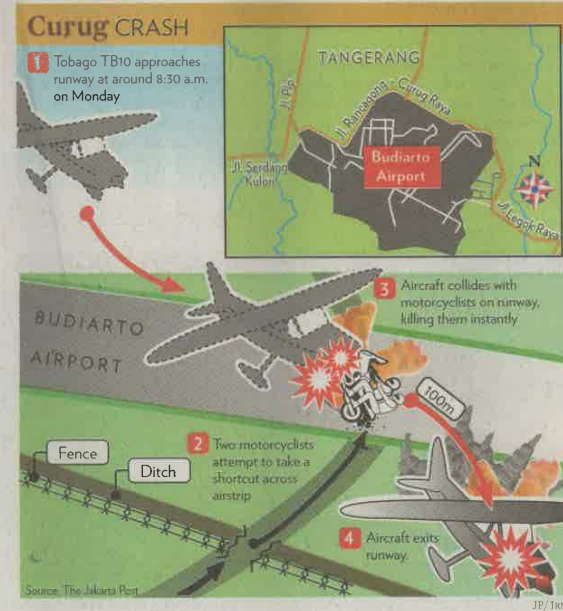 Curug CRASH
1 Tobago TB10 approaches
runway at around 8:30 a.m.
on Monday
TANGERANG
Jl. Pip
Jl. Rancagong - Curug Raya
Budiarto
Airport
Jl. Serdang
Kulon
N
Jl. Legok-Raya
3 Aircraft collides with
motorcyclists on runway,
killing them instantly
BUDIARTO
AIRPORT
100m
2 Two motorcyclists
attempt to take a
shortcut across
airstrip
Fence
Ditch
4 Aircraft exits
runway.
Source: The Jakarta Post
JP/